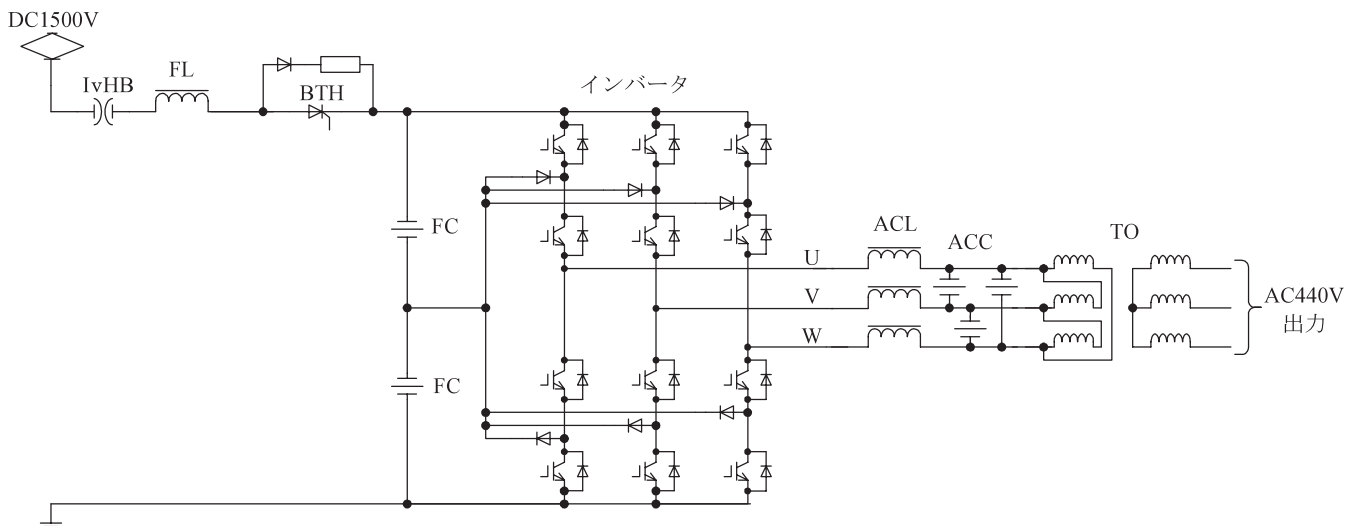 DC1500V
IvHB
FL
BTH
インバータ
FC
FC
U
V
W
ACL
ACC
TO
AC440V
出力